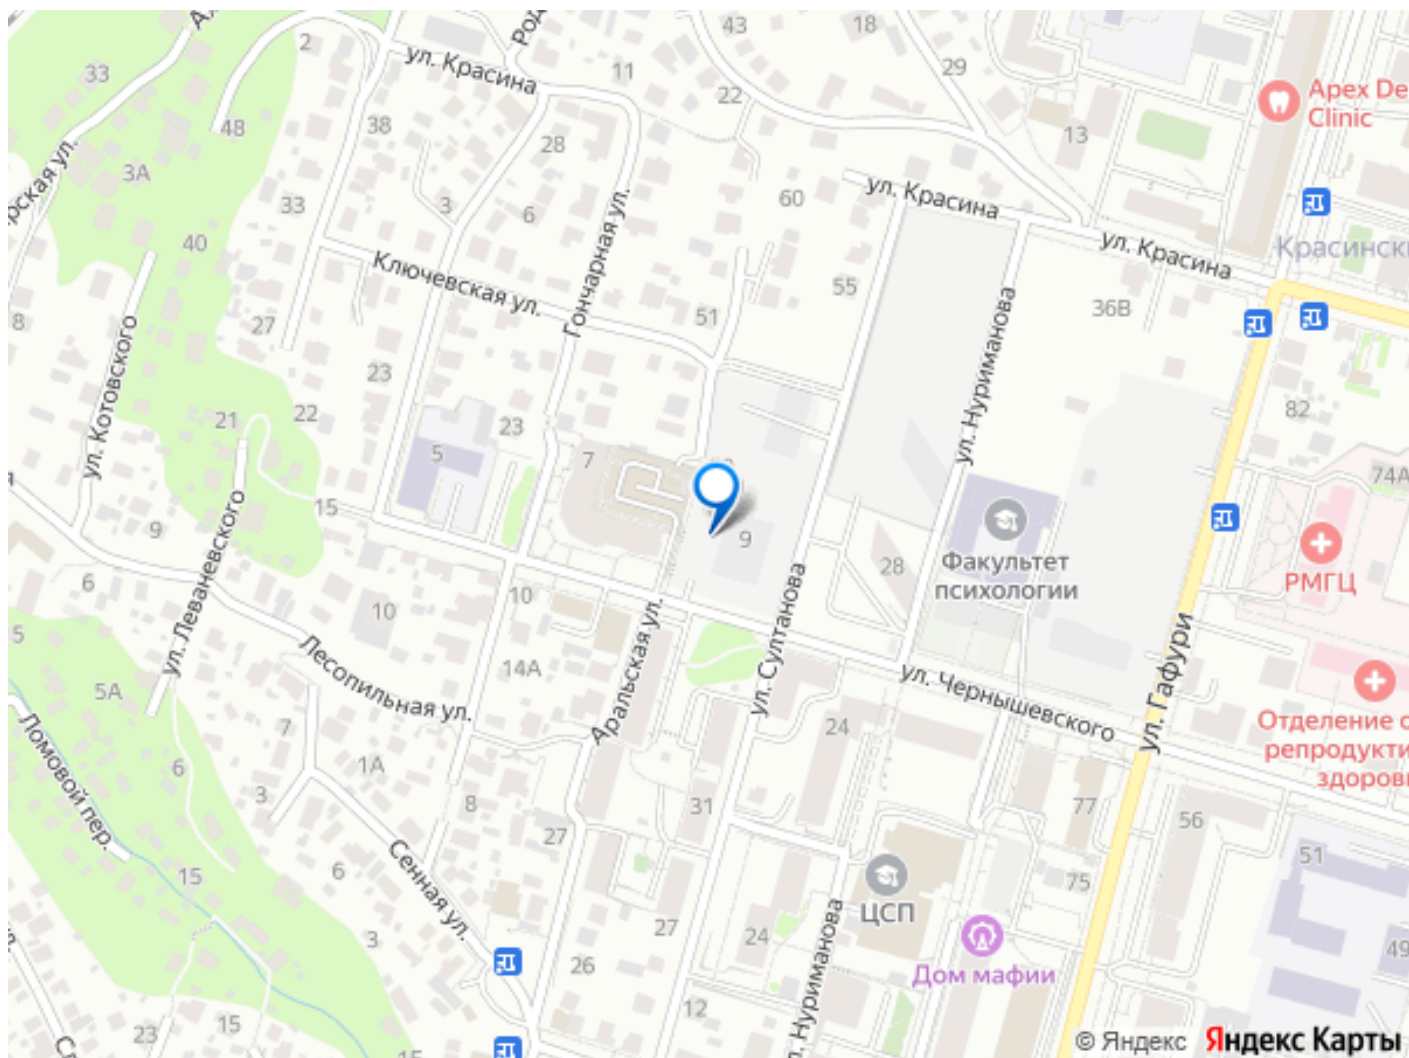 43
18
2
ул. Красина
11
29
33
22
Apex De
Clinic
48
38
28
13
3А
33
3
6
60
ул. Красина
40
Гончарная ул.
ул. Красина
Красински
Ключевская ул.
55
36В
8
27
51
ул. Нуриманова
ул. Котовского
23
22
21
23
82
5
7
74А
15
9
9
Факультет
психологии
28
РМГЦ
6
10
10
ул. Леваневского
Аральская ул.
ул. Султанова
ул. Гафури
5
14А
ул. Чернышевского
5А
Лесопильная ул.
Отделение
репродукти
здоровь
7
24
6
1А
Ломовой пер.
3
8
31
77
56
27
Сенная ул.
51
15
6
ЦСП
75
3
27
24
Дом мафии
49
26
ул. Нуриманова
12
23
15
15
© Яндекс Яндекс Карты